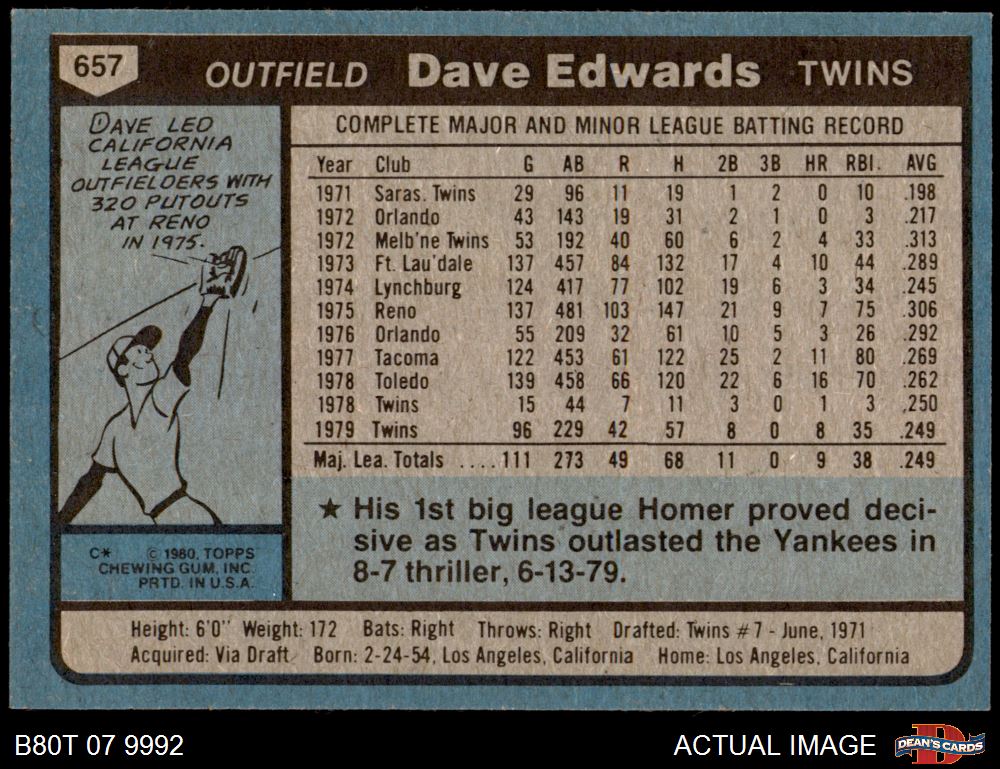 657 OUTFIELD Dave Edwards TWINS
DAVE LED
CALIFORNIA
LEAGUE
OUTFIELDERS WITH
320 PUTOUTS
AT RENO
IN 1975.
COMPLETE MAJOR AND MINOR LEAGUE BATTING RECORD
Year Club G AB R H 2B 3B HR RBI. AVG
1971 Saras. Twins 29 96 11 19 1 2 0 10 .198
1972 Orlando 43 143 19 31 2 1 0 3 .217
1972 Melb'ne Twins 53 192 40 60 6 2 4 33 .313
1973 Ft. Lau'dale 137 457 84 132 17 4 10 44 .289
1974 Lynchburg 124 417 77 102 19 6 3 34 .245
1975 Reno 137 481 103 147 21 9 7 75 .306
1976 Orlando 55 209 32 61 10 5 3 26 .292
1977 Tacoma 122 453 61 122 25 2 11 80 .269
1978 Toledo 139 458 66 120 22 6 16 70 .262
1978 Twins 15 44 7 11 3 0 1 3 .250
1979 Twins 96 229 42 57 8 0 8 35 .249
Maj. Lea. Totals ....111 273 49 68 11 0 9 38 .249
★ His 1st big league Homer proved deci-
sive as Twins outlasted the Yankees in
8-7 thriller, 6-13-79.
C* © 1980, TOPPS
CHEWING GUM, INC.
PRTD. IN U.S.A.
Height: 6'0" Weight: 172 Bats: Right Throws: Right Drafted: Twins #7 - June, 1971
Acquired: Via Draft Born: 2-24-54, Los Angeles, California Home: Los Angeles, California
B80T 07 9992 ACTUAL IMAGE DEAN'S CARDS